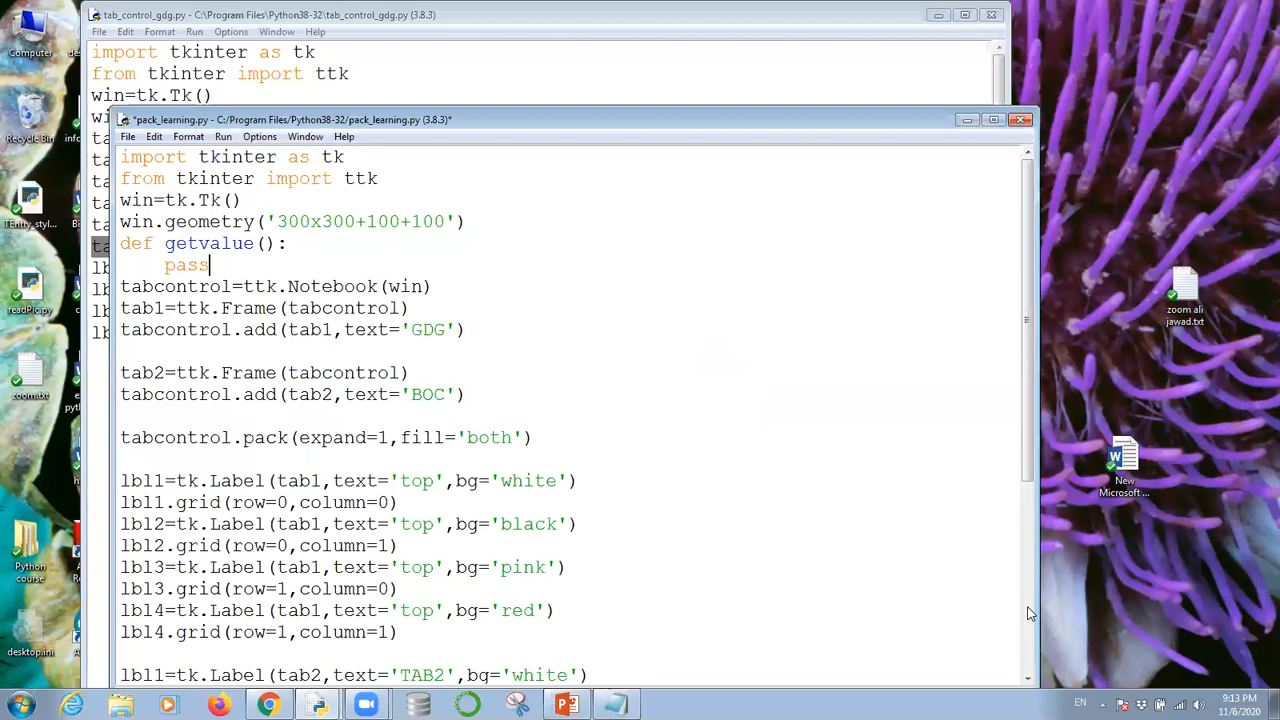 tab_control_gdg.py - C:\Program Files\Python38-32\tab_control_gdg.py (3.8.3)
File Edit Format Run Options Window Help
import tkinter as tk
from tkinter import ttk
win=tk.Tk()
*pack_learning.py - C:/Program Files/Python38-32/pack_learning.py (3.8.3)*
File Edit Format Run Options Window Help
import tkinter as tk
from tkinter import ttk
win=tk.Tk()
win.geometry('300x300+100+100')
def getvalue():
    pass
tabcontrol=ttk.Notebook(win)
tab1=ttk.Frame(tabcontrol)
tabcontrol.add(tab1,text='GDG')
tab2=ttk.Frame(tabcontrol)
tabcontrol.add(tab2,text='BOC')
tabcontrol.pack(expand=1,fill='both')
lbl1=tk.Label(tab1,text='top',bg='white')
lbl1.grid(row=0,column=0)
lbl2=tk.Label(tab1,text='top',bg='black')
lbl2.grid(row=0,column=1)
lbl3=tk.Label(tab1,text='top',bg='pink')
lbl3.grid(row=1,column=0)
lbl4=tk.Label(tab1,text='top',bg='red')
lbl4.grid(row=1,column=1)
lbl1=tk.Label(tab2,text='TAB2',bg='white')
Computer
Recycle Bin
TEntry_styl...
readPic.py
zoom.txt
Python
course
desktop.ini
zoom ali
jawad.txt
New
Microsoft ...
EN
9:13 PM
11/6/2020